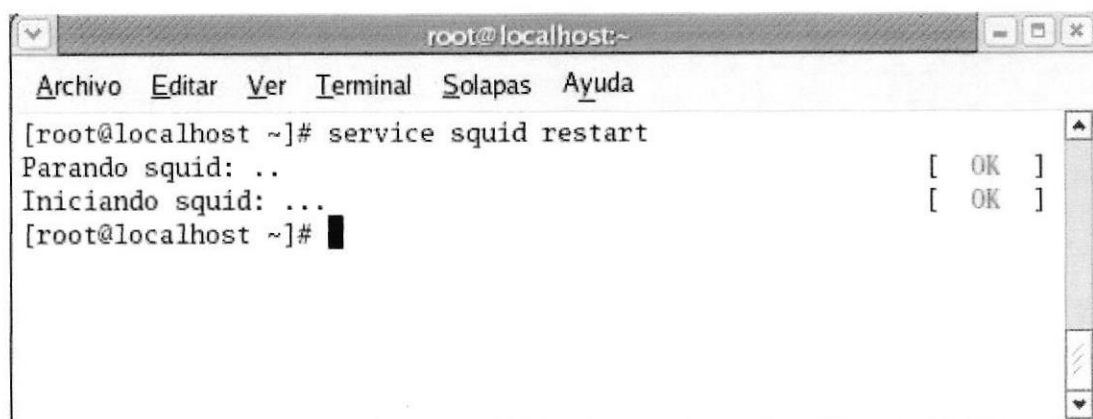 root@localhost:~
Archivo Editar Ver Terminal Solapas Ayuda
[root@localhost ~]# service squid restart
Parando squid: .. [ OK ]
Iniciando squid: ... [ OK ]
[root@localhost ~]#